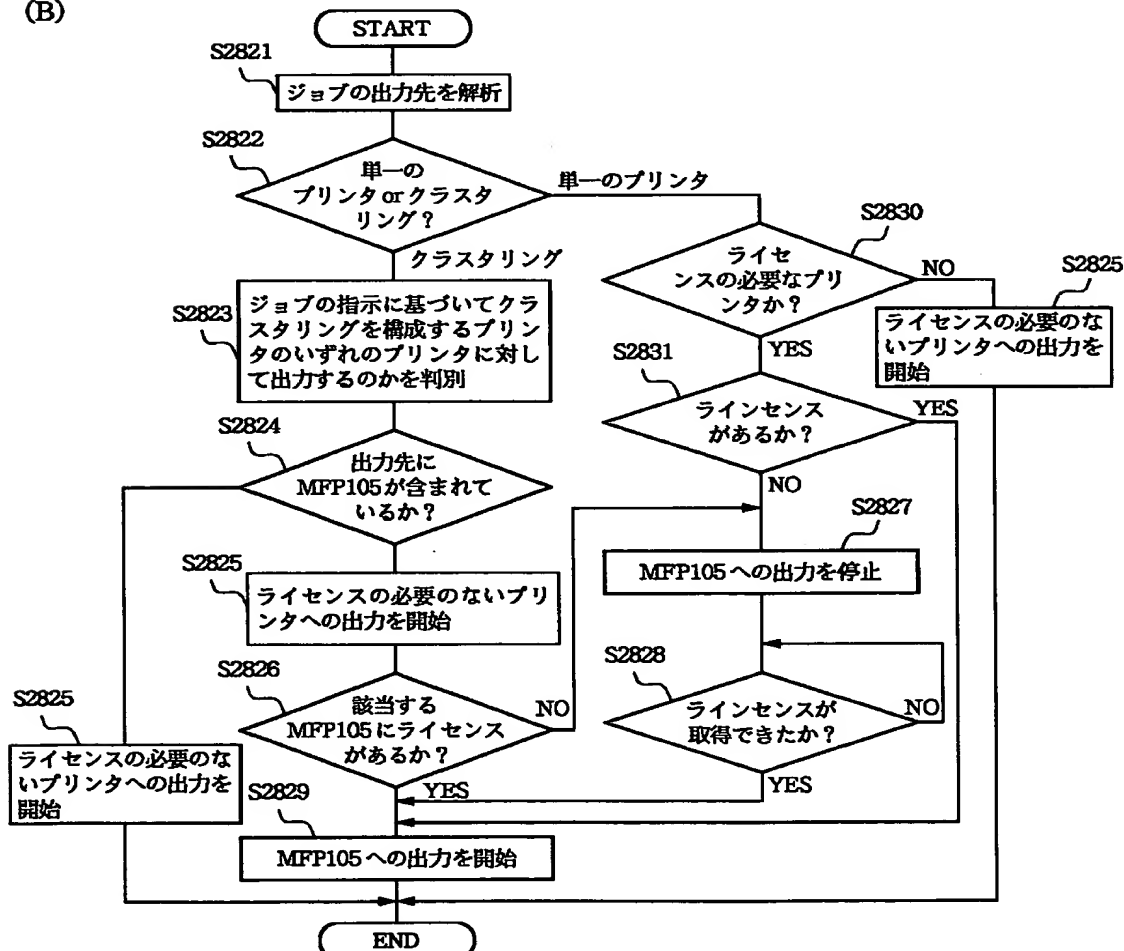 (B)
START
S2821
ジョブの出力先を解析
S2822
単一の
プリンタorクラスタ
リング？
単一のプリンタ
クラスタリング
S2830
ライセ
ンスの必要なプリ
ンタか？
NO
YES
S2825
ライセンスの必要のな
いプリンタへの出力を
開始
S2823
ジョブの指示に基づいてクラ
スタリングを構成するプリン
タのいずれのプリンタに対し
て出力するのかを判別
S2831
ラインセンス
があるか？
YES
NO
S2824
出力先に
MFP105が含まれて
いるか？
S2827
MFP105への出力を停止
S2825
ライセンスの必要のないプリ
ンタへの出力を開始
S2828
ラインセンスが
取得できたか？
NO
YES
S2826
該当する
MFP105にライセンス
があるか？
NO
YES
S2825
ライセンスの必要のな
いプリンタへの出力を
開始
S2829
MFP105への出力を開始
END